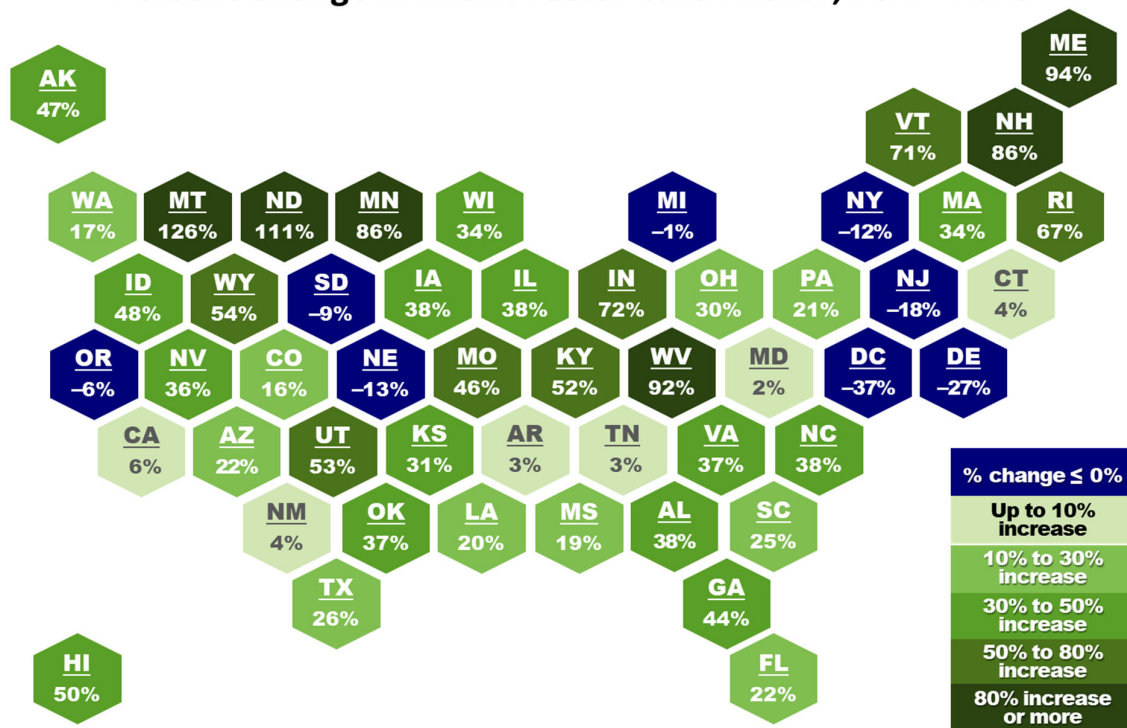 ME
94%
AK
47%
VT
71%
NH
86%
WA
17%
MT
126%
ND
111%
MN
86%
WI
34%
MI
–1%
NY
–12%
MA
34%
RI
67%
ID
48%
WY
54%
SD
–9%
IA
38%
IL
38%
IN
72%
OH
30%
PA
21%
NJ
–18%
CT
4%
OR
–6%
NV
36%
CO
16%
NE
–13%
MO
46%
KY
52%
WV
92%
MD
2%
DC
–37%
DE
–27%
CA
6%
AZ
22%
UT
53%
KS
31%
AR
3%
TN
3%
VA
37%
NC
38%
NM
4%
OK
37%
LA
20%
MS
19%
AL
38%
SC
25%
TX
26%
GA
44%
HI
50%
FL
22%
% change ≤ 0%
Up to 10%
increase
10% to 30%
increase
30% to 50%
increase
50% to 80%
increase
80% increase
or more